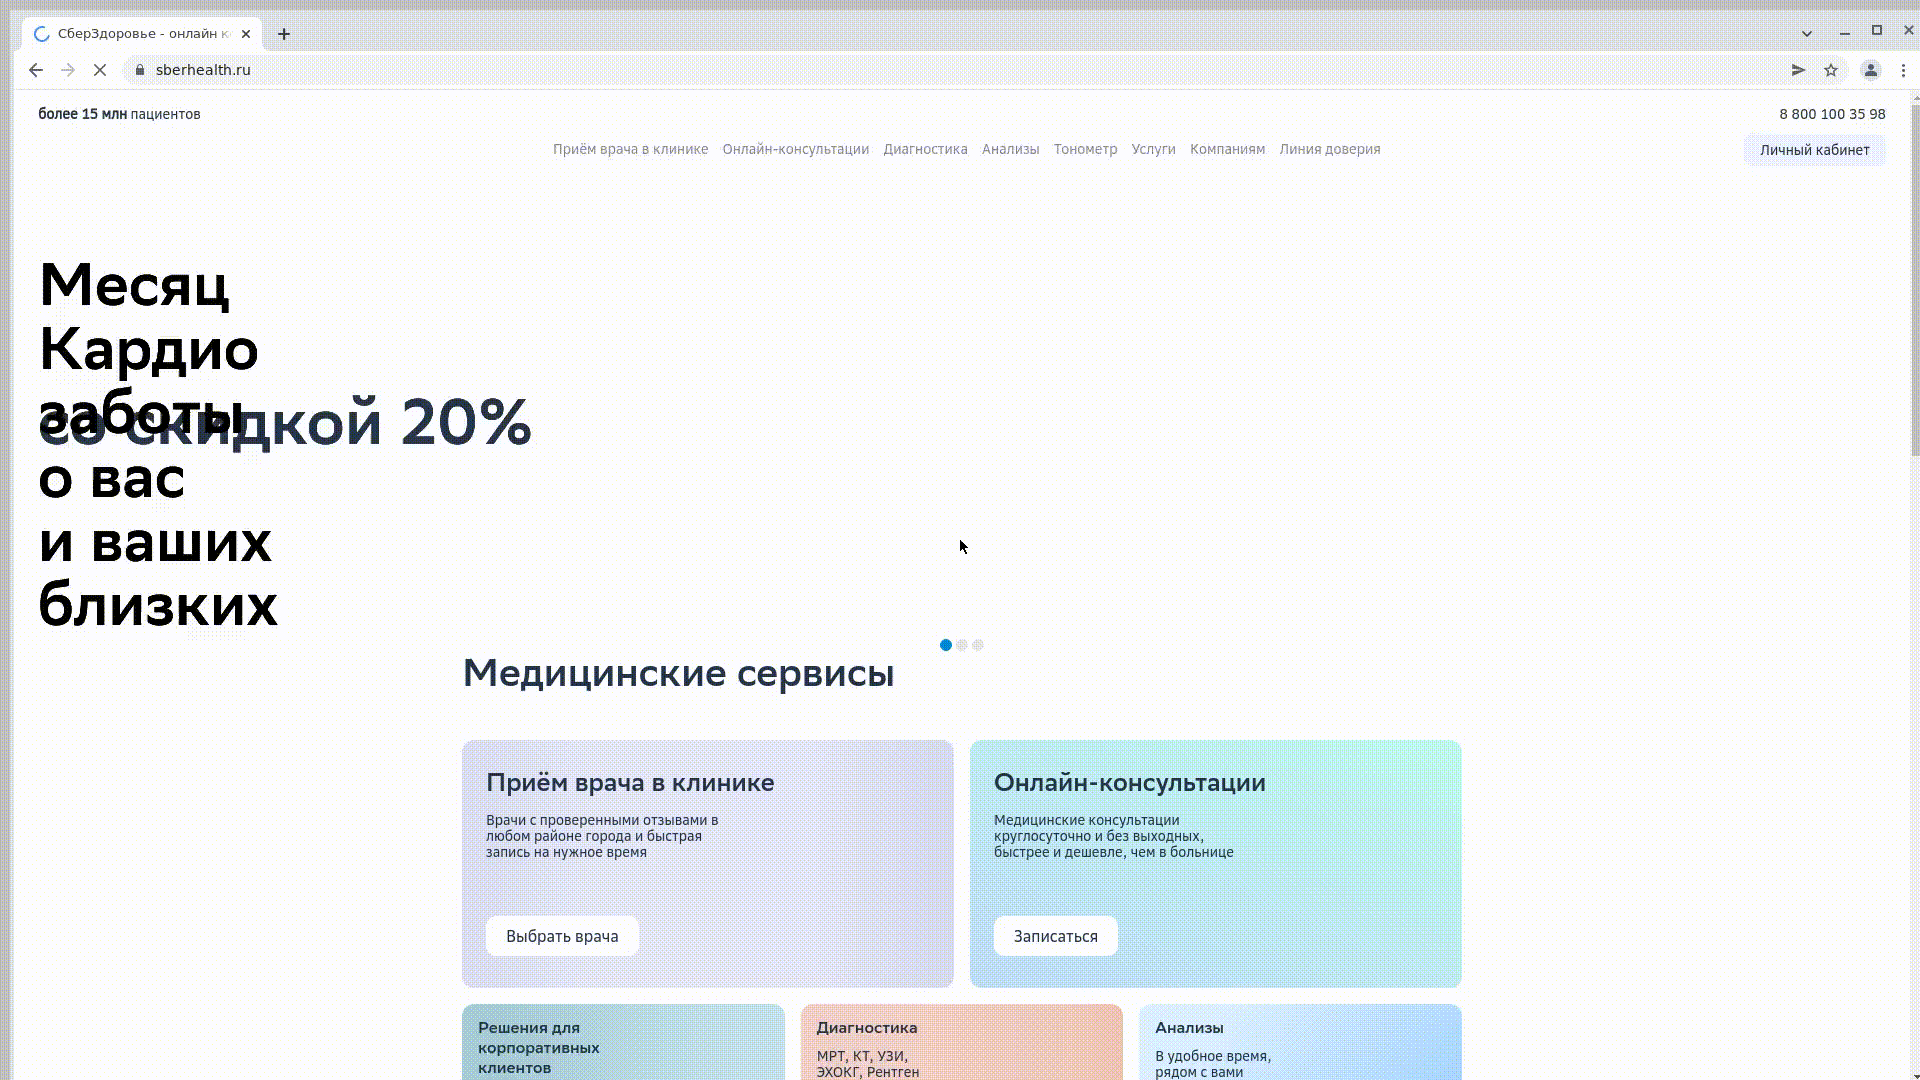 СберЗдоровье - онлайн
sberhealth.ru
более 15 млн пациентов
8 800 100 35 98
Приём врача в клинике Онлайн-консультации Диагностика Анализы Тонометр Услуги Компаниям Линия доверия
Личный кабинет
Месяц
Кардио
заботы
со скидкой 20%
о вас
и ваших
близких
Медицинские сервисы
Приём врача в клинике
Врачи с проверенными отзывами в
любом районе города и быстрая
запись на нужное время
Выбрать врача
Онлайн-консультации
Медицинские консультации
круглосуточно и без выходных,
быстрее и дешевле, чем в больнице
Записаться
Решения для
корпоративных
клиентов
Диагностика
МРТ, КТ, УЗИ,
ЭХОКГ, Рентген
Анализы
В удобное время,
рядом с вами